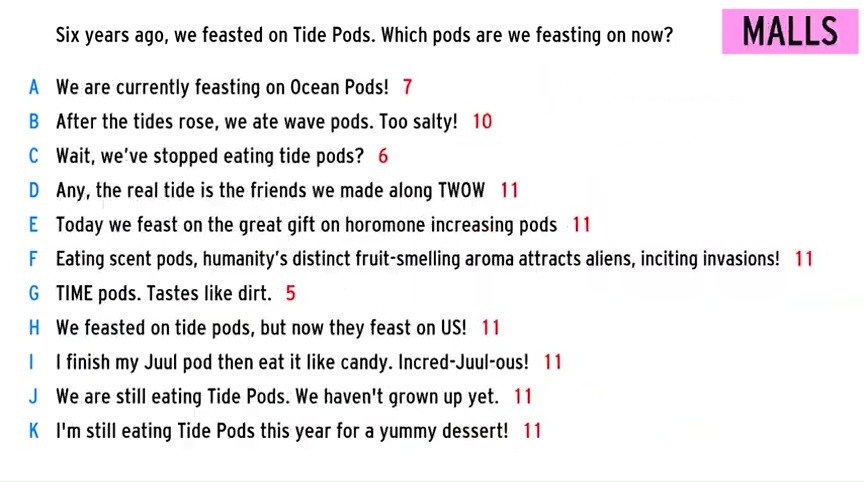 Six years ago, we feasted on Tide Pods. Which pods are we feasting on now?
MALLS
A We are currently feasting on Ocean Pods! 7
B After the tides rose, we ate wave pods. Too salty! 10
C Wait, we've stopped eating tide pods? 6
D Any, the real tide is the friends we made along TWOW 11
E Today we feast on the great gift on horomone increasing pods 11
F Eating scent pods, humanity's distinct fruit-smelling aroma attracts aliens, inciting invasions! 11
G TIME pods. Tastes like dirt. 5
H We feasted on tide pods, but now they feast on US! 11
I I finish my Juul pod then eat it like candy. Incred-Juul-ous! 11
J We are still eating Tide Pods. We haven't grown up yet. 11
K I'm still eating Tide Pods this year for a yummy dessert! 11